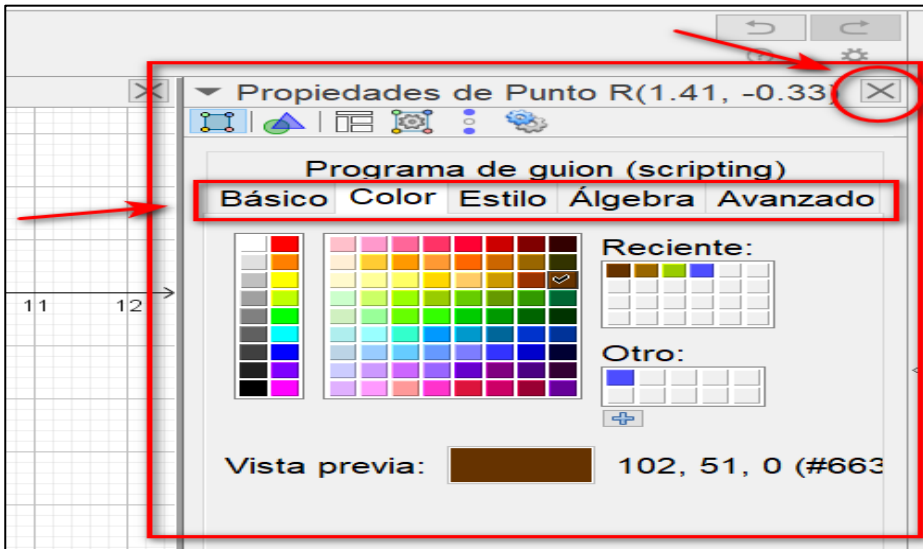 Propiedades de Punto R(1.41, -0.33)
Programa de guion (scripting)
Básico Color Estilo Álgebra Avanzado
Reciente:
11 12
Otro:
Vista previa: 102, 51, 0 (#663